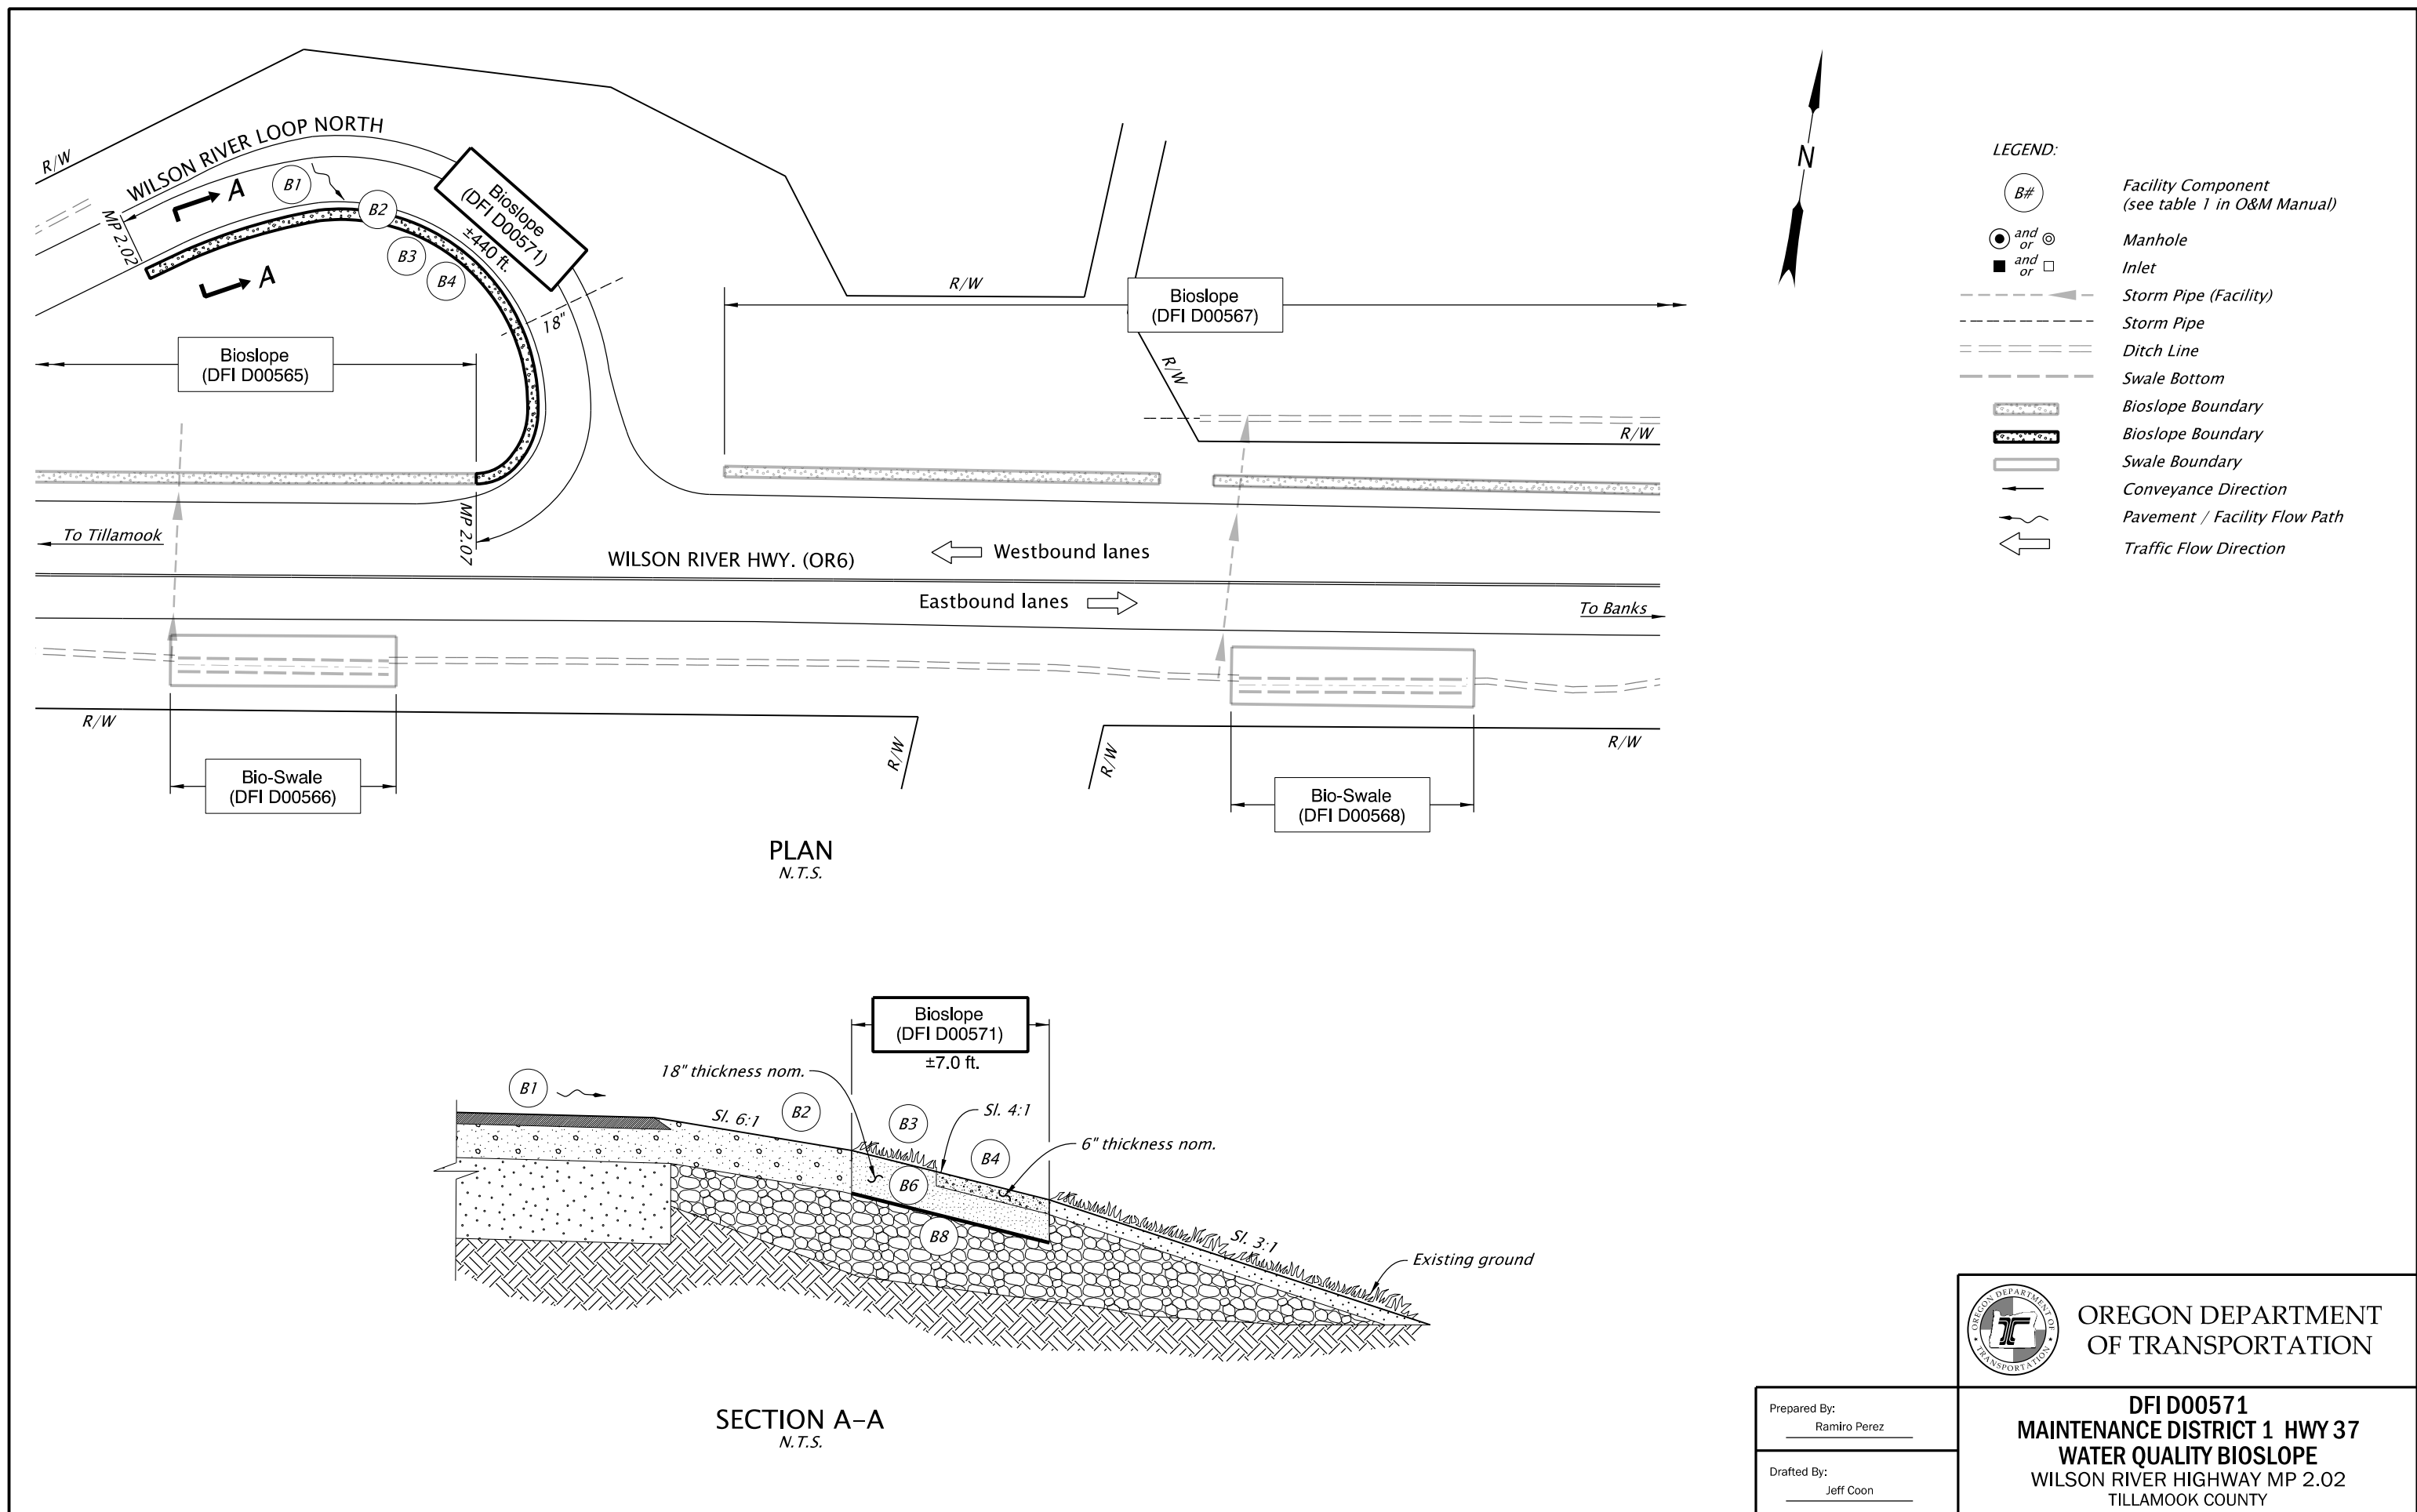 R/W
WILSON RIVER LOOP NORTH
MP 2.02
A
A
B1
B2
B3
B4
Bioslope
(DFI D00571)
±440 ft.
18"
Bioslope
(DFI D00565)
R/W
Bioslope
(DFI D00567)
R/W
R/W
MP 2.07
To Tillamook
WILSON RIVER HWY. (OR6)
Westbound lanes
Eastbound lanes
To Banks
R/W
R/W
R/W
R/W
Bio-Swale
(DFI D00566)
Bio-Swale
(DFI D00568)
PLAN
N.T.S.
N
LEGEND:
B#
Facility Component
(see table 1 in O&M Manual)
and
or
Manhole
and
or
Inlet
Storm Pipe (Facility)
Storm Pipe
Ditch Line
Swale Bottom
Bioslope Boundary
Bioslope Boundary
Swale Boundary
Conveyance Direction
Pavement / Facility Flow Path
Traffic Flow Direction
Bioslope
(DFI D00571)
±7.0 ft.
18" thickness nom.
B1
Sl. 6:1
B2
B3
Sl. 4:1
B4
6" thickness nom.
B6
B8
Sl. 3:1
Existing ground
SECTION A–A
N.T.S.
OREGON DEPARTMENT OF
TRANSPORTATION
OREGON DEPARTMENT
OF TRANSPORTATION
Prepared By:
Ramiro Perez
Drafted By:
Jeff Coon
DFI D00571
MAINTENANCE DISTRICT 1 HWY 37
WATER QUALITY BIOSLOPE
WILSON RIVER HIGHWAY MP 2.02
TILLAMOOK COUNTY